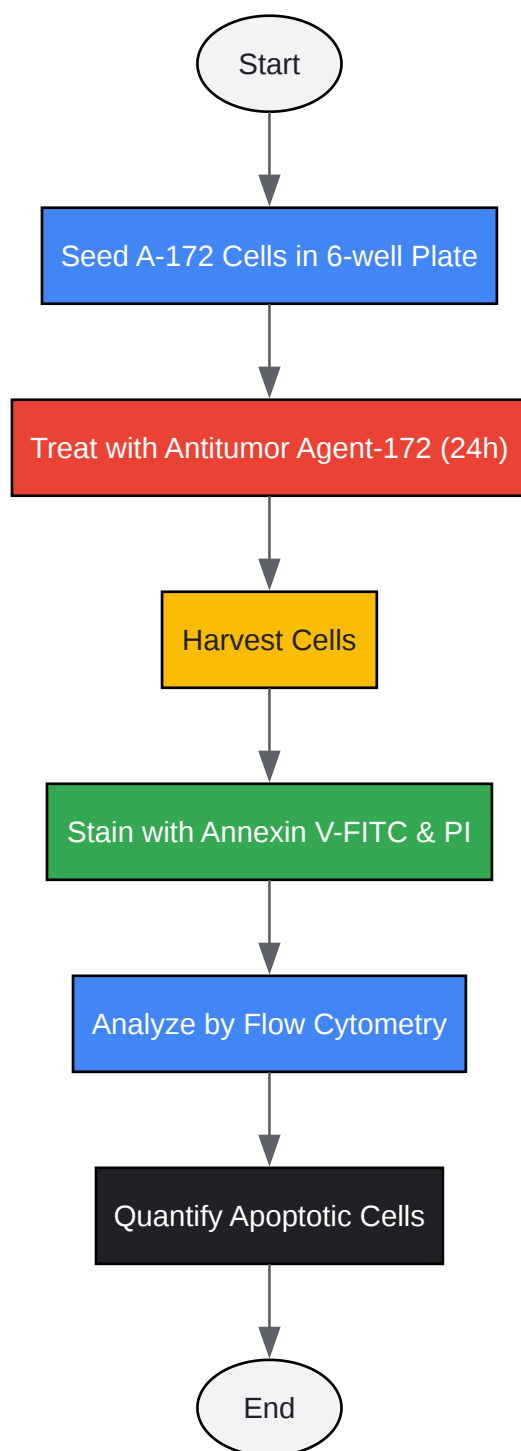 Start
Seed A-172 Cells in 6-well Plate
Treat with Antitumor Agent-172 (24h)
Harvest Cells
Stain with Annexin V-FITC & PI
Analyze by Flow Cytometry
Quantify Apoptotic Cells
End